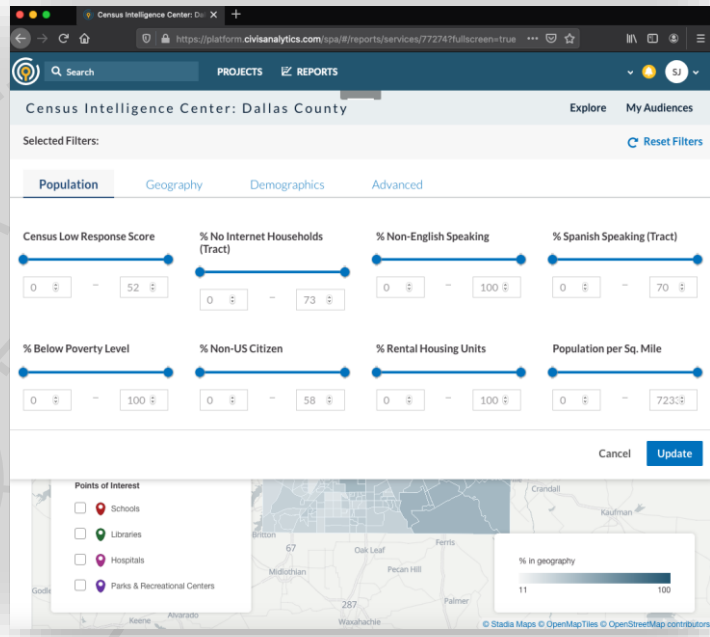 Census Intelligence Center: Dal
https://platform.civisanalytics.com/spa/#/reports/services/77274?fullscreen=true
Search PROJECTS REPORTS SJ
Census Intelligence Center: Dallas County Explore My Audiences
Selected Filters: Reset Filters
Population Geography Demographics Advanced
Census Low Response Score
% No Internet Households
(Tract)
% Non-English Speaking
% Spanish Speaking (Tract)
0 – 52
0 – 73
0 – 100
0 – 70
% Below Poverty Level
% Non-US Citizen
% Rental Housing Units
Population per Sq. Mile
0 – 100
0 – 58
0 – 100
0 –
Cancel Update
Points of Interest
Schools
Libraries
Hospitals
Parks & Recreational Centers
Britton
67
Oak Leaf
Ferris
Midlothian
Pecan Hill
287
Palmer
Waxahachie
Keene
Alvarado
Crandall
Kaufman
% in geography
11 100
© Stadia Maps © OpenMapTiles © OpenStreetMap contributors